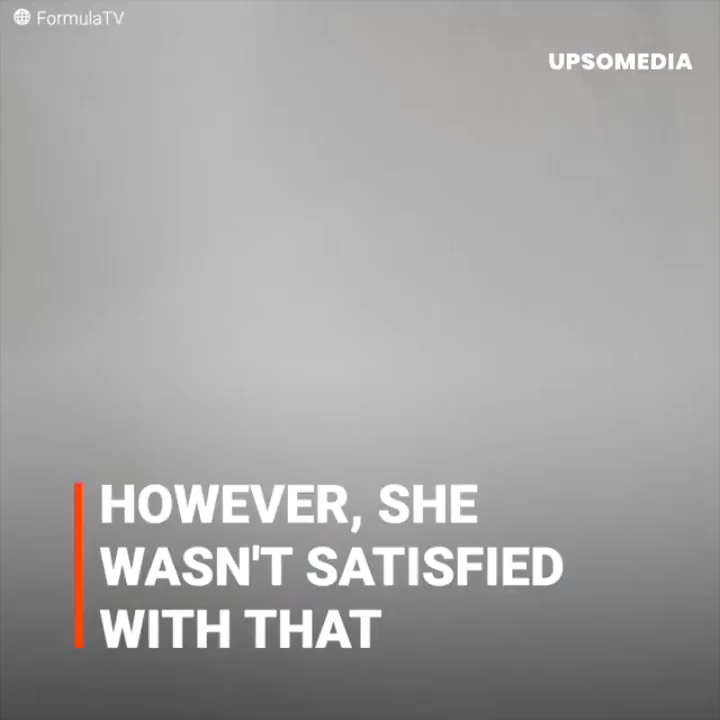 FormulaTV
UPSOMEDIA
HOWEVER, SHE
WASN'T SATISFIED
WITH THAT